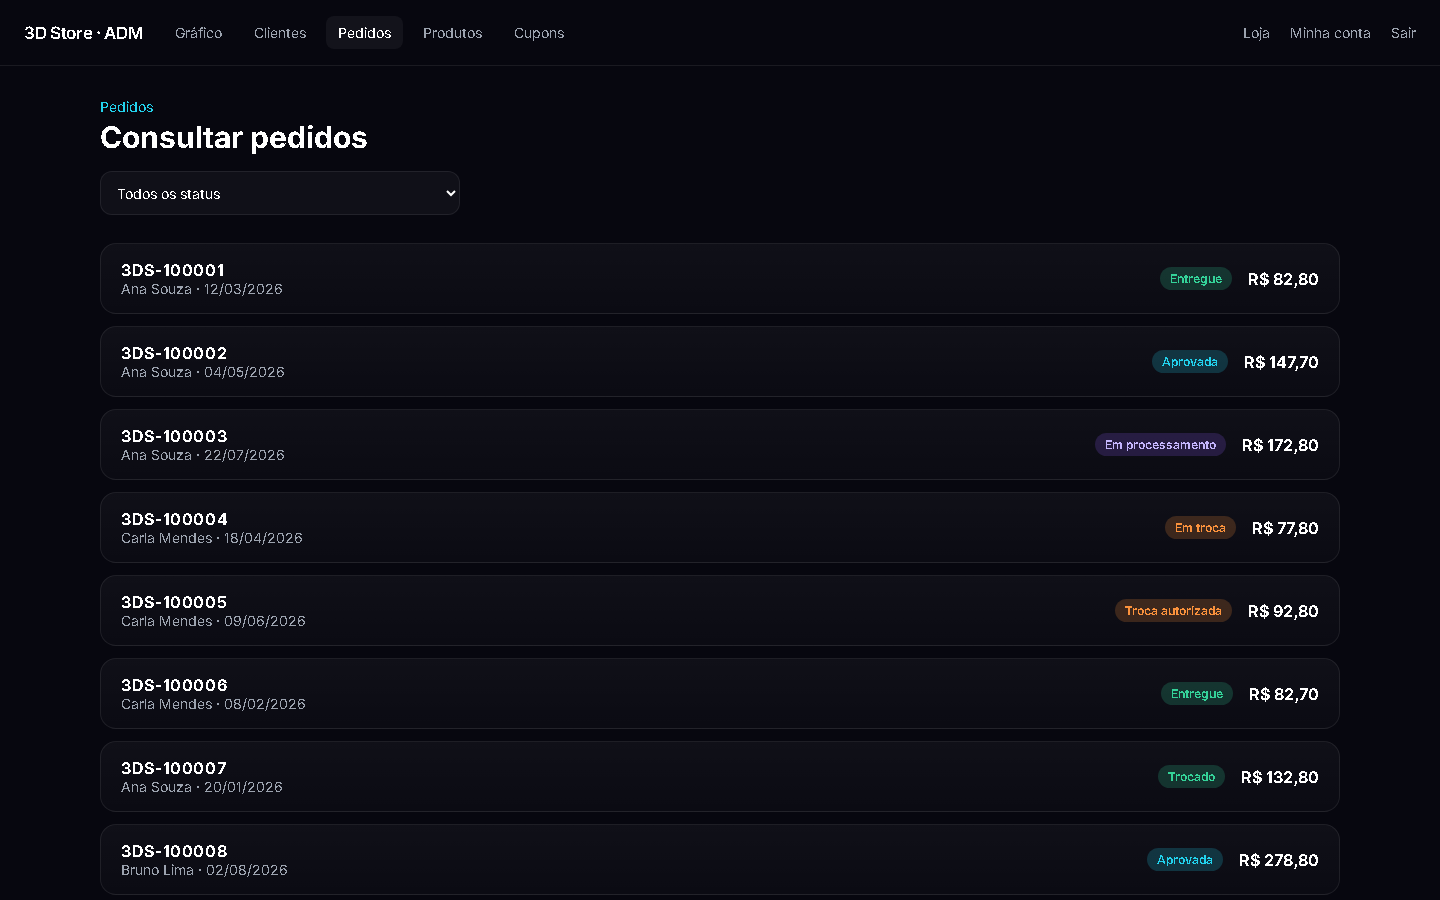 3D Store · ADM Gráfico Clientes Pedidos Produtos Cupons Loja Minha conta Sair
Pedidos
Consultar pedidos
Todos os status
3DS-100001
Ana Souza · 12/03/2026
Entregue R$ 82,80
3DS-100002
Ana Souza · 04/05/2026
Aprovada R$ 147,70
3DS-100003
Ana Souza · 22/07/2026
Em processamento R$ 172,80
3DS-100004
Carla Mendes · 18/04/2026
Em troca R$ 77,80
3DS-100005
Carla Mendes · 09/06/2026
Troca autorizada R$ 92,80
3DS-100006
Carla Mendes · 08/02/2026
Entregue R$ 82,70
3DS-100007
Ana Souza · 20/01/2026
Trocado R$ 132,80
3DS-100008
Bruno Lima · 02/08/2026
Aprovada R$ 278,80